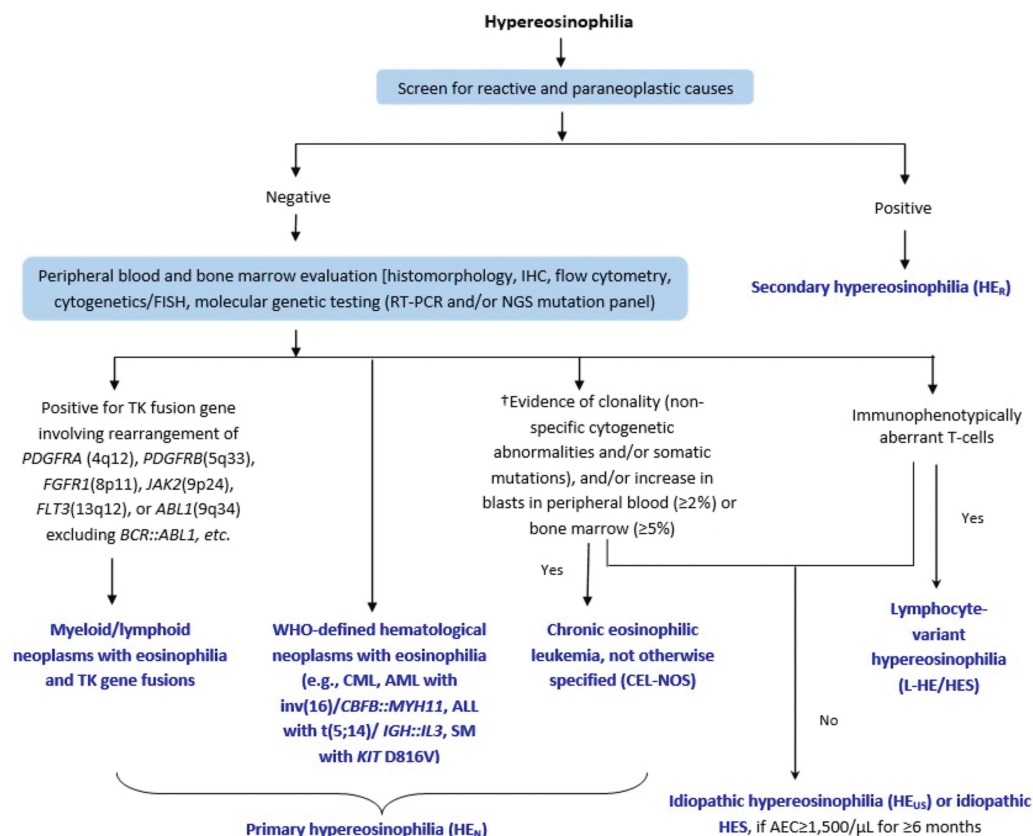 Hypereosinophilia
Screen for reactive and paraneoplastic causes
Negative
Positive
Peripheral blood and bone marrow evaluation [histomorphology, IHC, flow cytometry,
cytogenetics/FISH, molecular genetic testing (RT-PCR and/or NGS mutation panel)
Secondary hypereosinophilia (HER)
Positive for TK fusion gene
involving rearrangement of
PDGFRA (4q12), PDGFRB(5q33),
FGFR1(8p11), JAK2(9p24),
FLT3(13q12), or ABL1(9q34)
excluding BCR::ABL1, etc.
†Evidence of clonality (non-
specific cytogenetic
abnormalities and/or somatic
mutations), and/or increase in
blasts in peripheral blood (≥2%) or
bone marrow (≥5%)
Immunophenotypically
aberrant T-cells
Yes
Yes
Myeloid/lymphoid
neoplasms with eosinophilia
and TK gene fusions
WHO-defined hematological
neoplasms with eosinophilia
(e.g., CML, AML with
inv(16)/CBFB::MYH11, ALL
with t(5;14)/ IGH::IL3, SM
with KIT D816V)
Chronic eosinophilic
leukemia, not otherwise
specified (CEL-NOS)
Lymphocyte-
variant
hypereosinophilia
(L-HE/HES)
No
Primary hypereosinophilia (HEN)
Idiopathic hypereosinophilia (HEUS) or idiopathic
HES, if AEC≥1,500/µL for ≥6 months